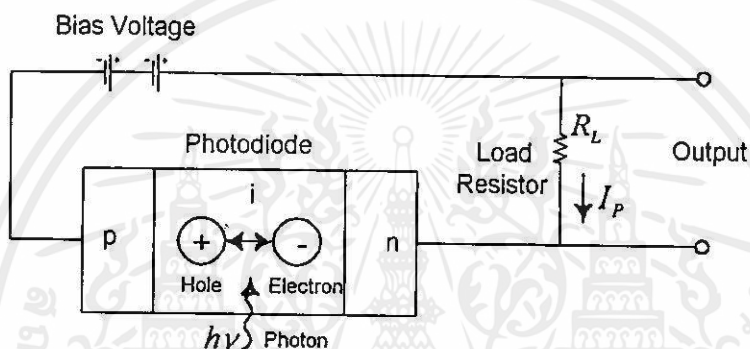 Bias Voltage
- + - +
Photodiode
R_L
Load
Resistor
Output
I_P
i
p
+
-
n
Hole
Electron
hν
Photon